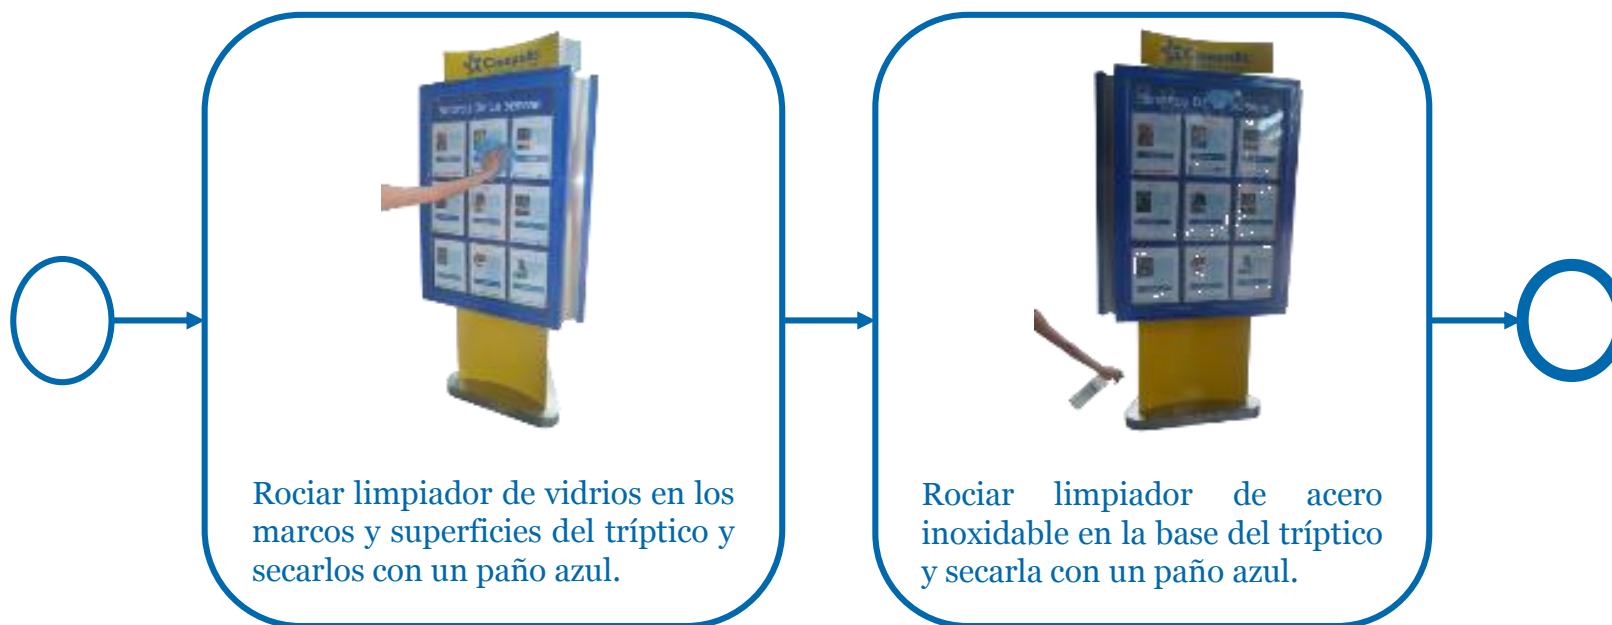 Cinépolis
Rociar limpiador de vidrios en los
marcos y superficies del tríptico y
secarlos con un paño azul.
Rociar limpiador de acero
inoxidable en la base del tríptico
y secarla con un paño azul.